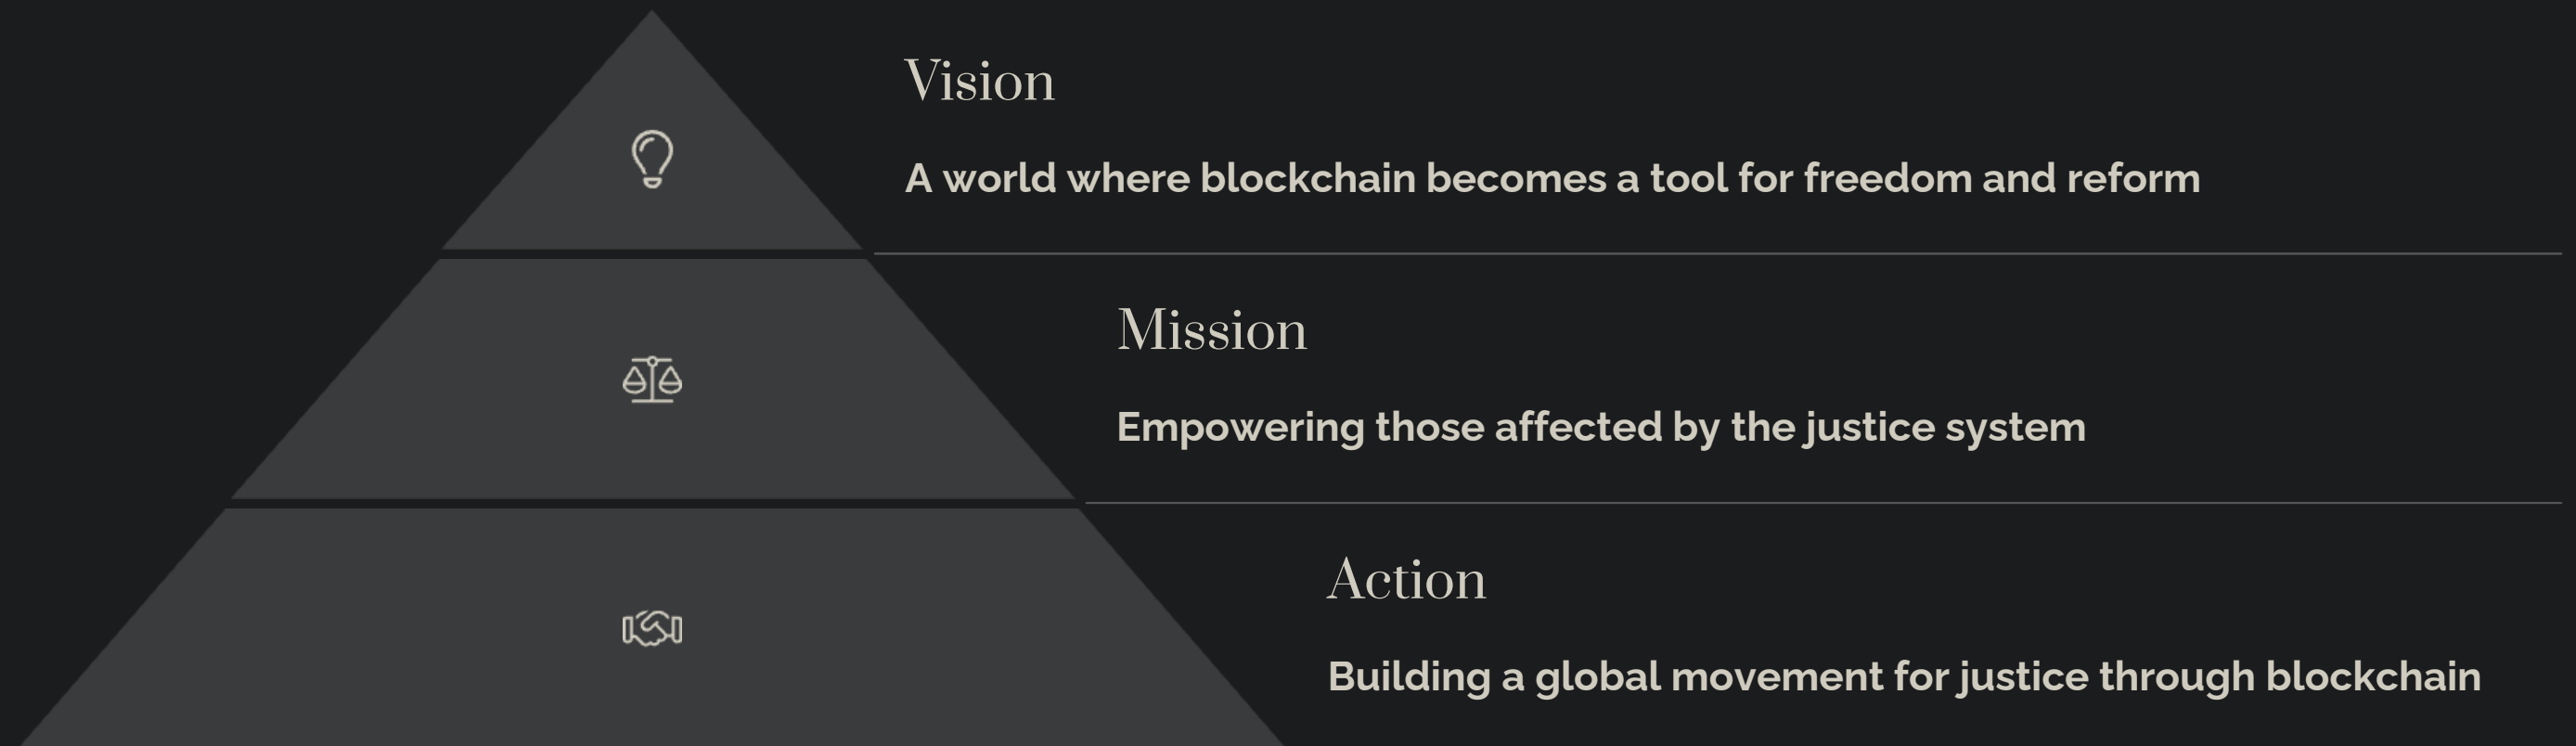 Vision
A world where blockchain becomes a tool for freedom and reform
Mission
Empowering those affected by the justice system
Action
Building a global movement for justice through blockchain